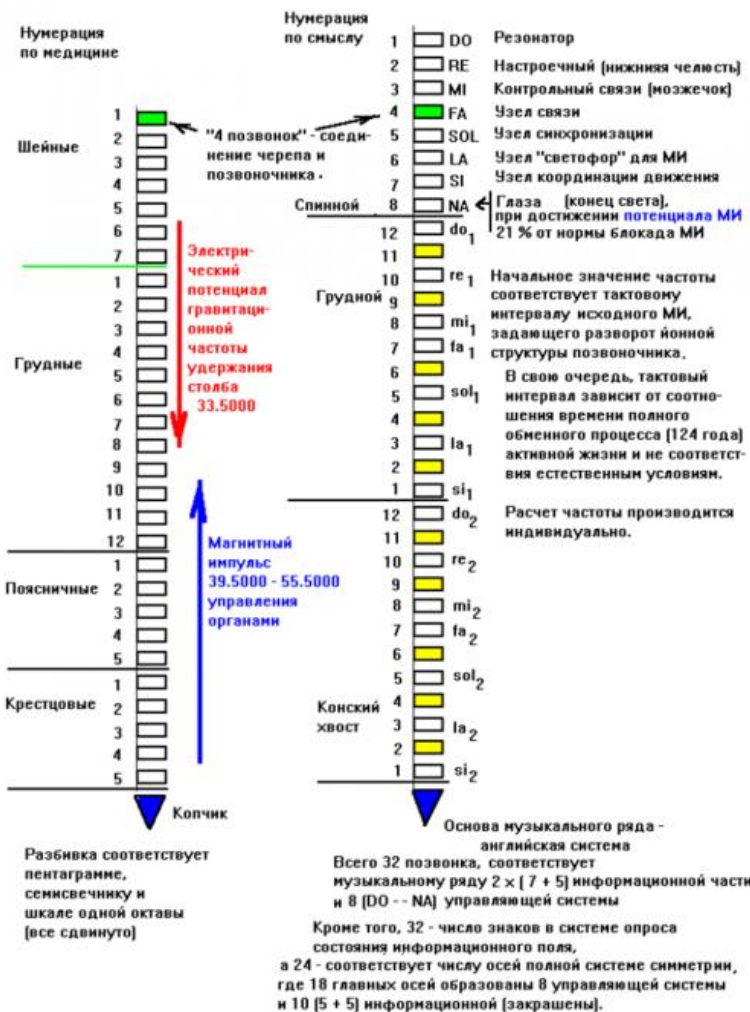 Нумерация
по медицине
Шейные
1
2
3
4
5
6
7
Грудные
1
2
3
4
5
6
7
8
9
10
11
12
Поясничные
1
2
3
4
5
Крестцовые
1
2
3
4
5
Копчик
Разбивка соответствует
пентаграмме,
семисвечнику и
шкале одной октавы
(все сдвинуто)
"4 позвонок" - соеди-
нение черепа и
позвоночника.
Электри-
ческий
потенциал
гравитаци-
онной
частоты
удержания
столба
33.5000
Магнитный
импульс
39.5000 - 55.5000
управления
органами
Нумерация
по смыслу
1 DO Резонатор
2 RE Настроечный (нижнияя челюсть)
3 MI Контрольный связи (мозжечок)
4 FA Узел связи
5 SOL Узел синхронизации
6 LA Узел "светофор" для МИ
7 SI Узел координации движения
Спинной 8 NA Глаза (конец света),
при достижении потенциала МИ
21 % от нормы блокада МИ
12 do1
11
10 re1
Грудной 9
8 mi1
7 fa1
6
5 sol1
4
3 la1
2
1 si1
Начальное значение частоты
соответствует тактовому
интервалу исходного МИ,
задающего разворот йонной
структуры позвоночника.
В свою очередь, тактовый
интервал зависит от соотно-
шения времени полного
обменного процесса (124 года)
активной жизни и не соответст-
вия естественным условиям.
12 do2
11
10 re2
9
8 mi2
7 fa2
6
5 sol2
Конский 4
хвост 3 la2
2
1 si2
Расчет частоты производится
индивидуально.
Основа музыкального ряда -
английская система
Всего 32 позвонка, соответствует
музыкальному ряду 2 x ( 7 + 5) информационной части
и 8 (DO -- NA) управляющей системы
Кроме того, 32 - число знаков в системе опроса
состояния информационного поля,
а 24 - соответствует числу осей полной системе симметрии,
где 18 главных осей образованы 8 управляющей системы
и 10 (5 + 5) информационной (закрашены).